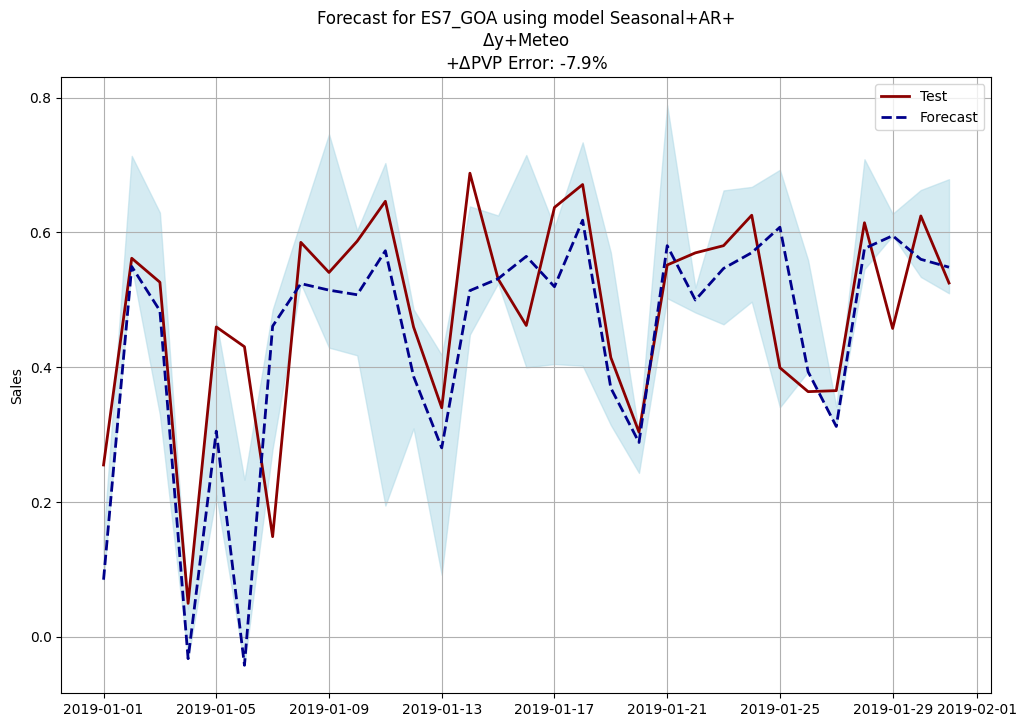 Forecast for ES7_GOA using model Seasonal+AR+
Δy+Meteo
+ΔPVP Error: -7.9%
Test
Forecast
Sales
0.8
0.6
0.4
0.2
0.0
2019-01-01 2019-01-05 2019-01-09 2019-01-13 2019-01-17 2019-01-21 2019-01-25 2019-01-29 2019-02-01